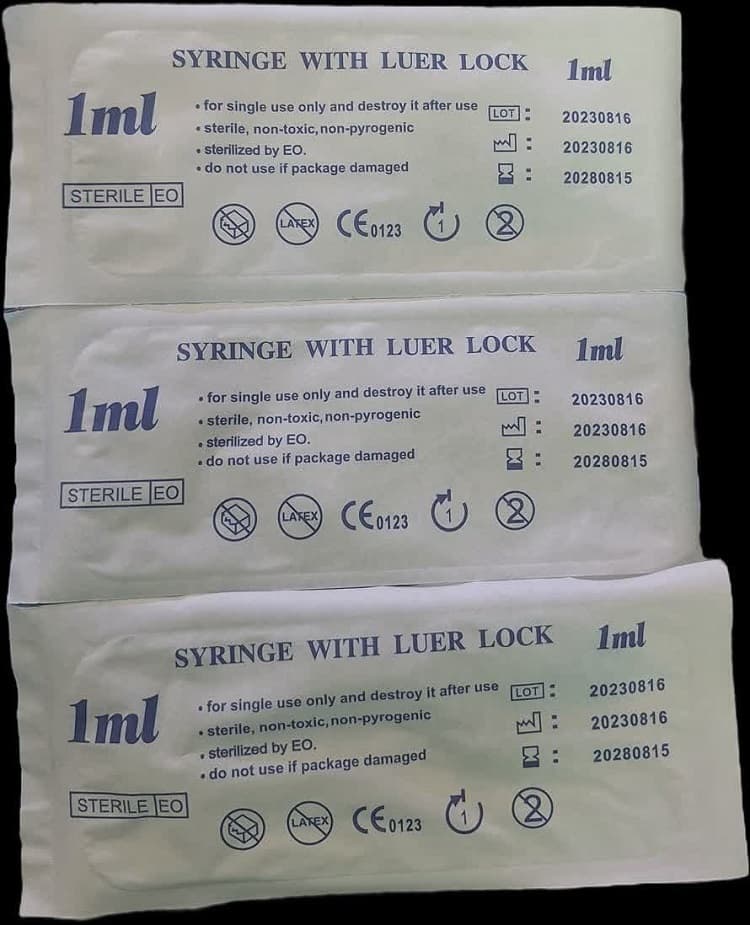 SYRINGE WITH LUER LOCK 1ml
1ml
• for single use only and destroy it after use
• sterile, non-toxic,non-pyrogenic
• sterilized by EO.
• do not use if package damaged
LOT : 20230816
: 20230816
: 20280815
STERILE EO
LATEX CE0123 1 2
SYRINGE WITH LUER LOCK 1ml
1ml
• for single use only and destroy it after use
• sterile, non-toxic,non-pyrogenic
• sterilized by EO.
• do not use if package damaged
LOT : 20230816
: 20230816
: 20280815
STERILE EO
LATEX CE0123 1 2
SYRINGE WITH LUER LOCK 1ml
1ml
• for single use only and destroy it after use
• sterile, non-toxic,non-pyrogenic
• sterilized by EO.
• do not use if package damaged
LOT : 20230816
: 20230816
: 20280815
STERILE EO
LATEX CE0123 1 2